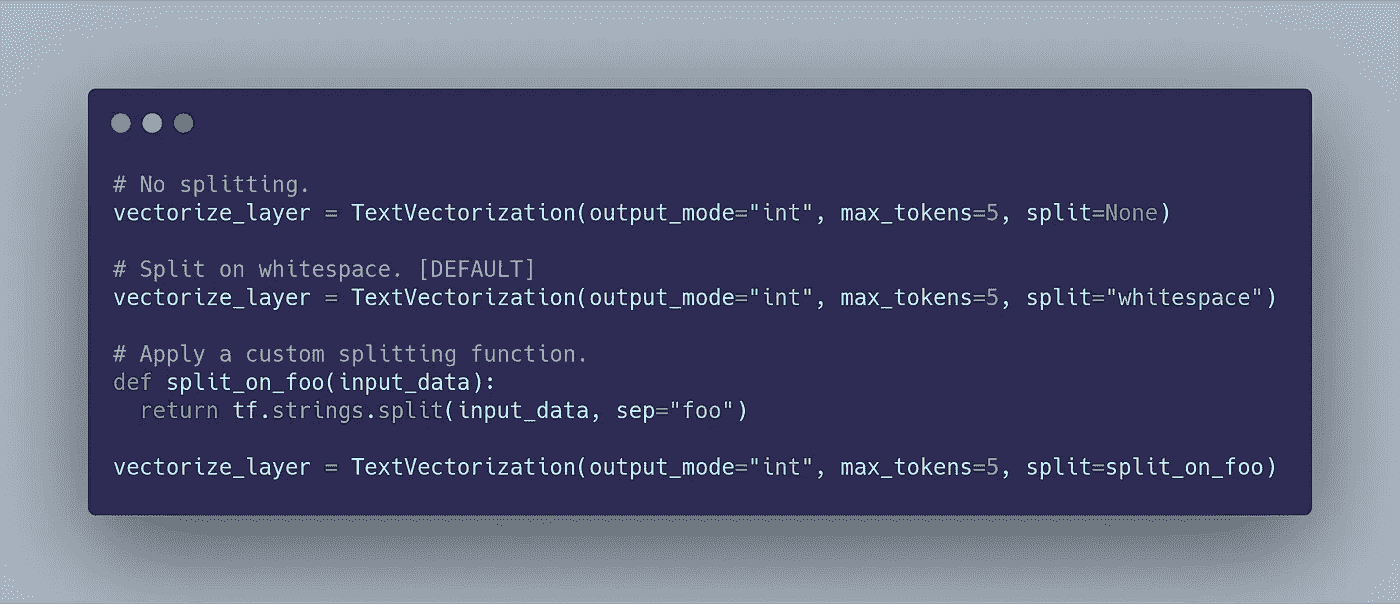 # No splitting.
vectorize_layer = TextVectorization(output_mode="int", max_tokens=5, split=None)
# Split on whitespace. [DEFAULT]
vectorize_layer = TextVectorization(output_mode="int", max_tokens=5, split="whitespace")
# Apply a custom splitting function.
def split_on_foo(input_data):
  return tf.strings.split(input_data, sep="foo")
vectorize_layer = TextVectorization(output_mode="int", max_tokens=5, split=split_on_foo)